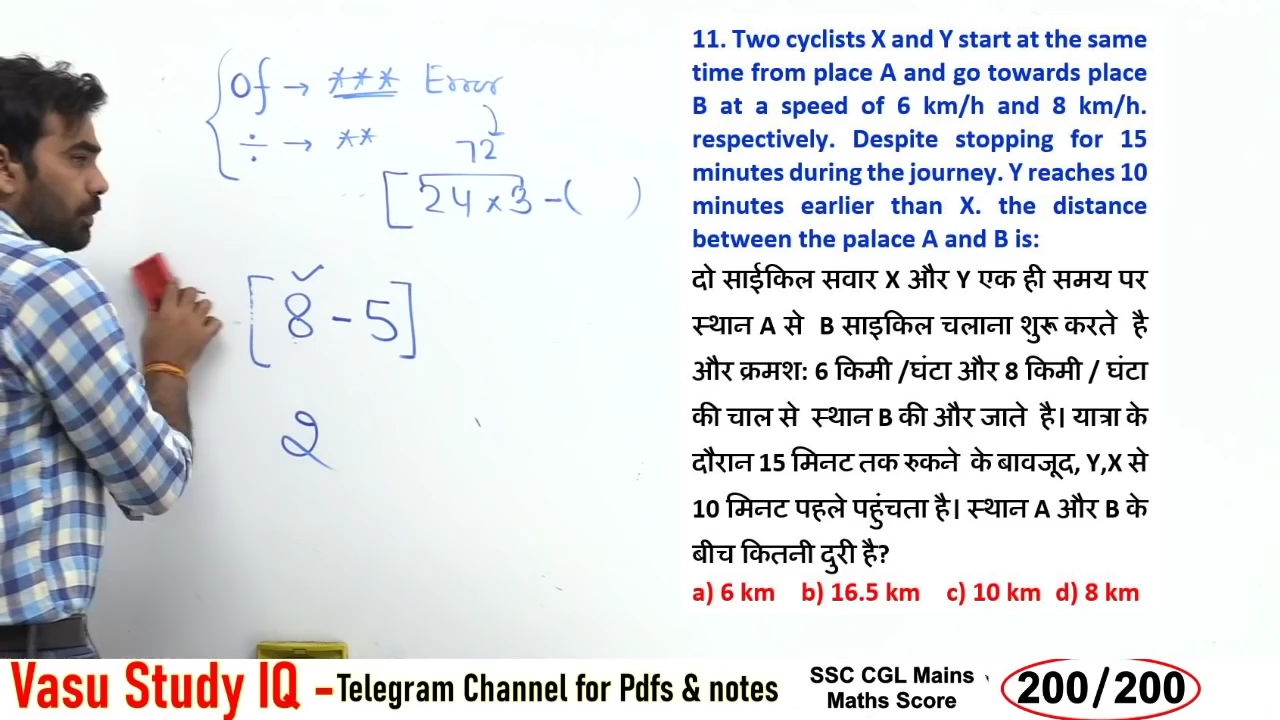 Of → *** Error
÷ → **
72
[ 24 × 3 - ( )
[ 8 - 5 ]
2
11. Two cyclists X and Y start at the same
time from place A and go towards place
B at a speed of 6 km/h and 8 km/h.
respectively. Despite stopping for 15
minutes during the journey. Y reaches 10
minutes earlier than X. the distance
between the palace A and B is:
दो साईकिल सवार X और Y एक ही समय पर
स्थान A से B साइकिल चलाना शुरू करते है
और क्रमश: 6 किमी /घंटा और 8 किमी / घंटा
की चाल से स्थान B की और जाते है। यात्रा के
दौरान 15 मिनट तक रुकने के बावजूद, Y,X से
10 मिनट पहले पहुंचता है। स्थान A और B के
बीच कितनी दुरी है?
a) 6 km b) 16.5 km c) 10 km d) 8 km
Vasu Study IQ – Telegram Channel for Pdfs & notes
SSC CGL Mains
Maths Score
200/200